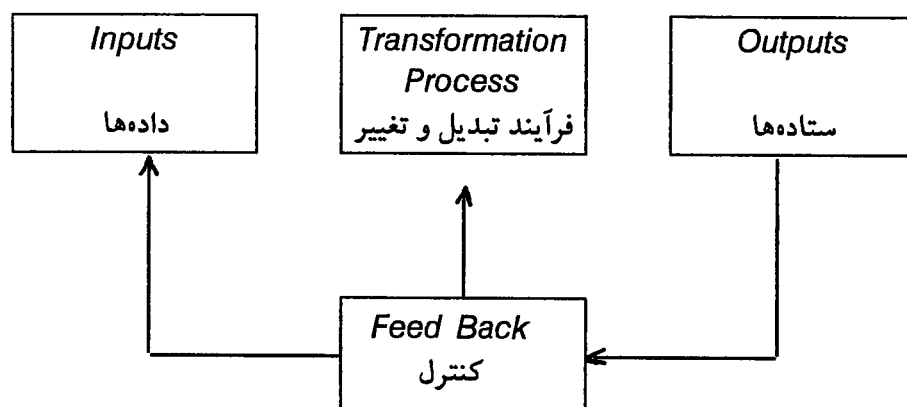 Inputs
داده‌ها
Transformation
Process
فرآیند تبدیل و تغییر
Outputs
ستاده‌ها
Feed Back
کنترل